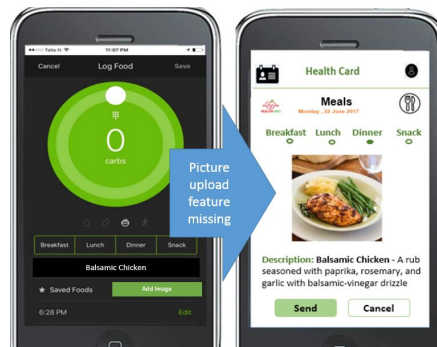 Telia N 11:07 PM
Cancel Log Food Save
0
carbs
Breakfast Lunch Dinner Snack
Balsamic Chicken
★ Saved Foods Add Image
6:28 PM Edit
Picture
upload
feature
missing
Health Card
Meals
Monday , 22 June 2017
Breakfast Lunch Dinner Snack
Description: Balsamic Chicken - A rub
seasoned with paprika, rosemary, and
garlic with balsamic-vinegar drizzle
Send Cancel